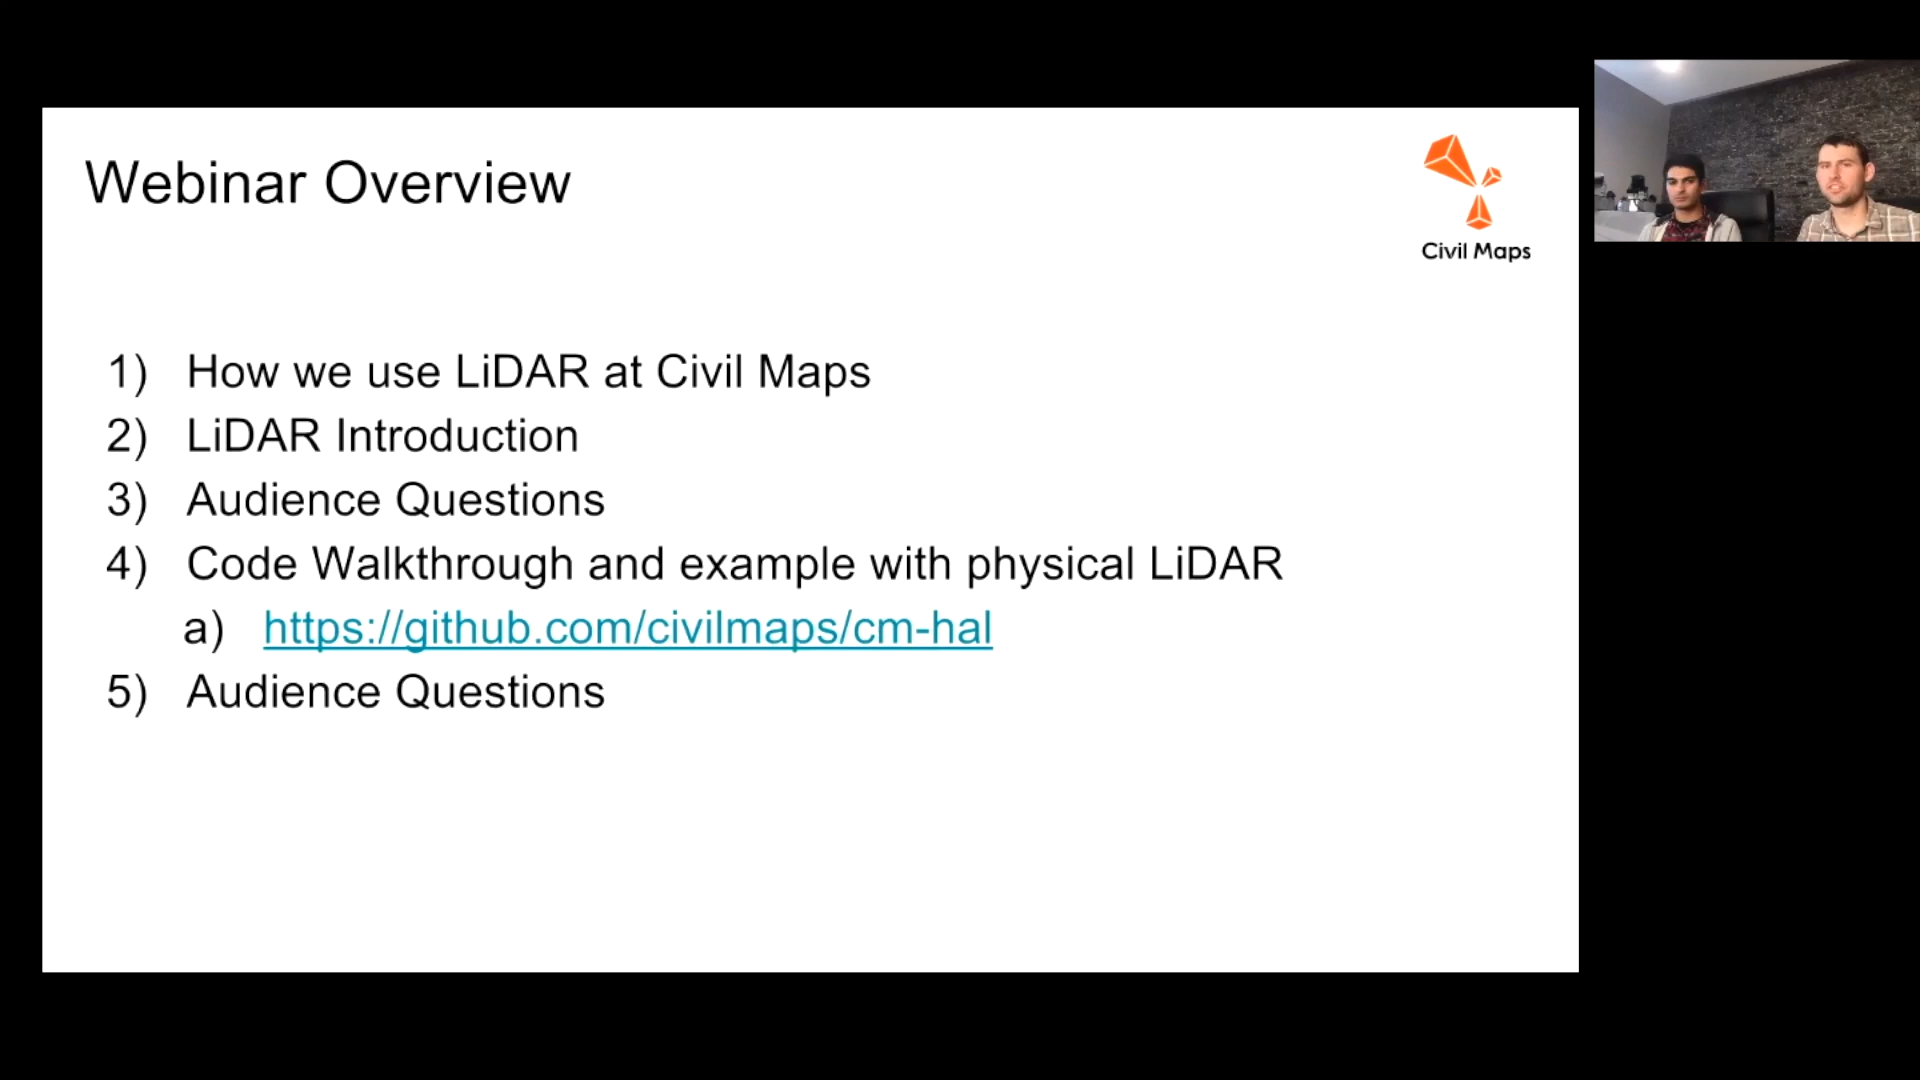 Webinar Overview
Civil Maps
1) How we use LiDAR at Civil Maps
2) LiDAR Introduction
3) Audience Questions
4) Code Walkthrough and example with physical LiDAR
a) https://github.com/civilmaps/cm-hal
5) Audience Questions